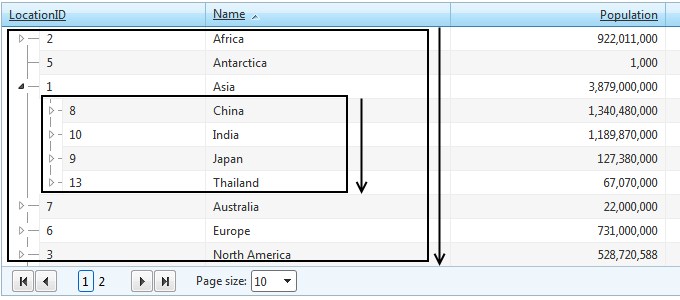 LocationID Name Population
2 Africa 922,011,000
5 Antarctica 1,000
1 Asia 3,879,000,000
8 China 1,340,480,000
10 India 1,189,870,000
9 Japan 127,380,000
13 Thailand 67,070,000
7 Australia 22,000,000
6 Europe 731,000,000
3 North America 528,720,588
1 2 Page size: 10